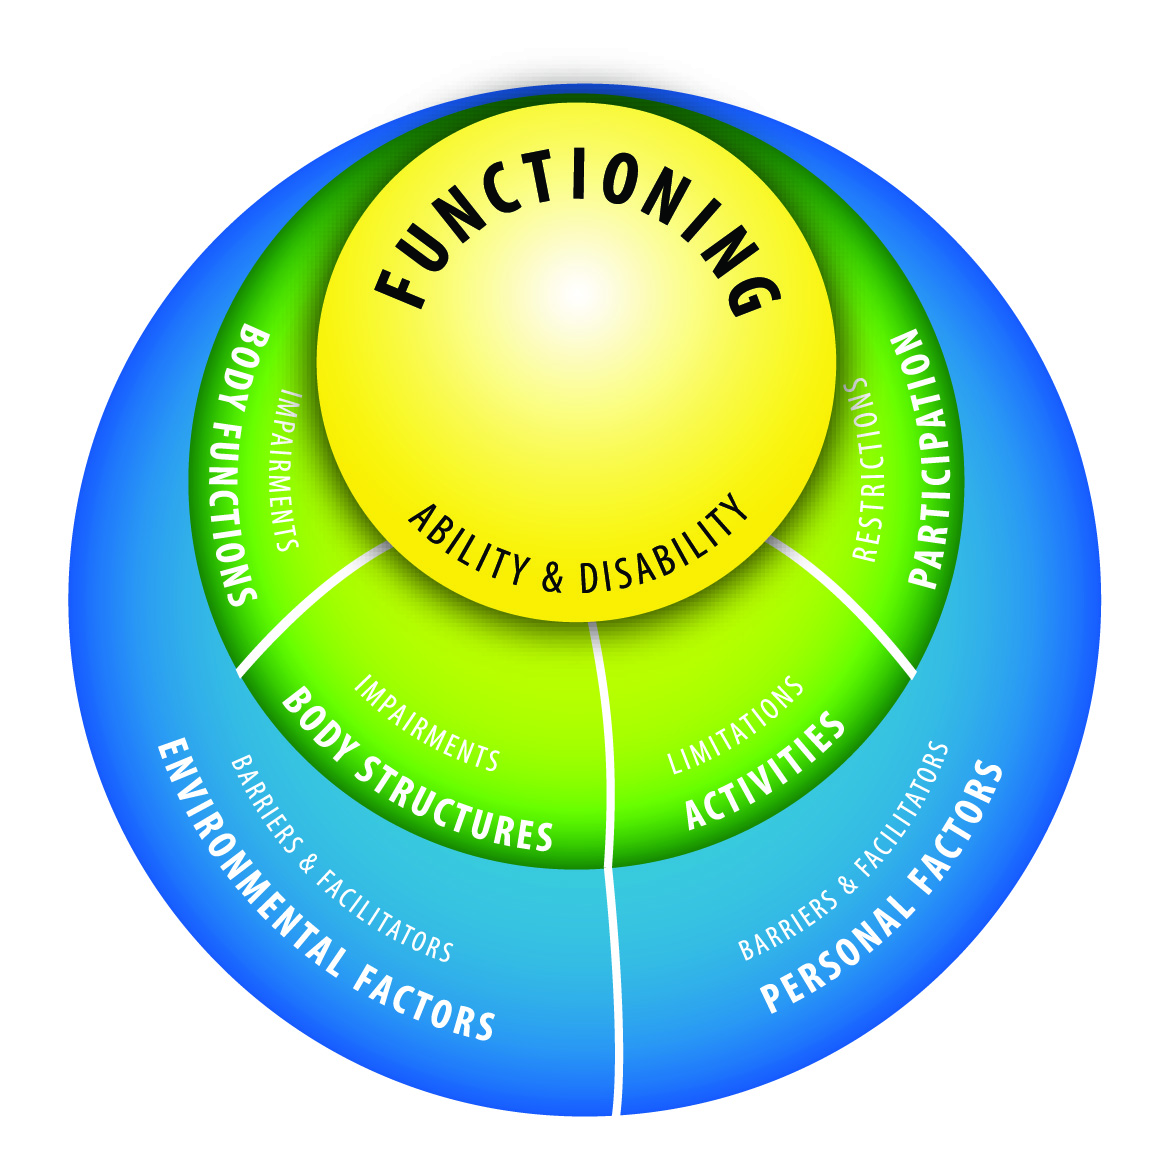 FUNCTIONING
ABILITY & DISABILITY
BODY FUNCTIONS
IMPAIRMENTS
BODY STRUCTURES
IMPAIRMENTS
ACTIVITIES
LIMITATIONS
PARTICIPATION
RESTRICTIONS
ENVIRONMENTAL FACTORS
BARRIERS & FACILITATORS
PERSONAL FACTORS
BARRIERS & FACILITATORS